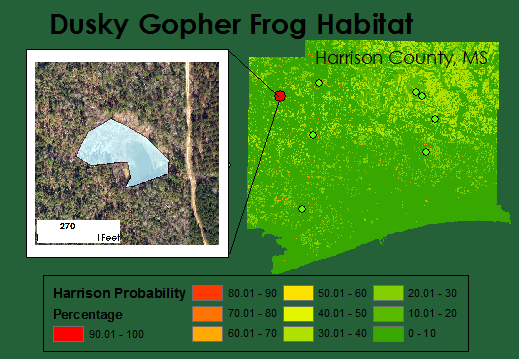 Dusky Gopher Frog Habitat
Harrison County, MS
270
Feet
Harrison Probability
Percentage
90.01 - 100
80.01 - 90
70.01 - 80
60.01 - 70
50.01 - 60
40.01 - 50
30.01 - 40
20.01 - 30
10.01 - 20
0 - 10